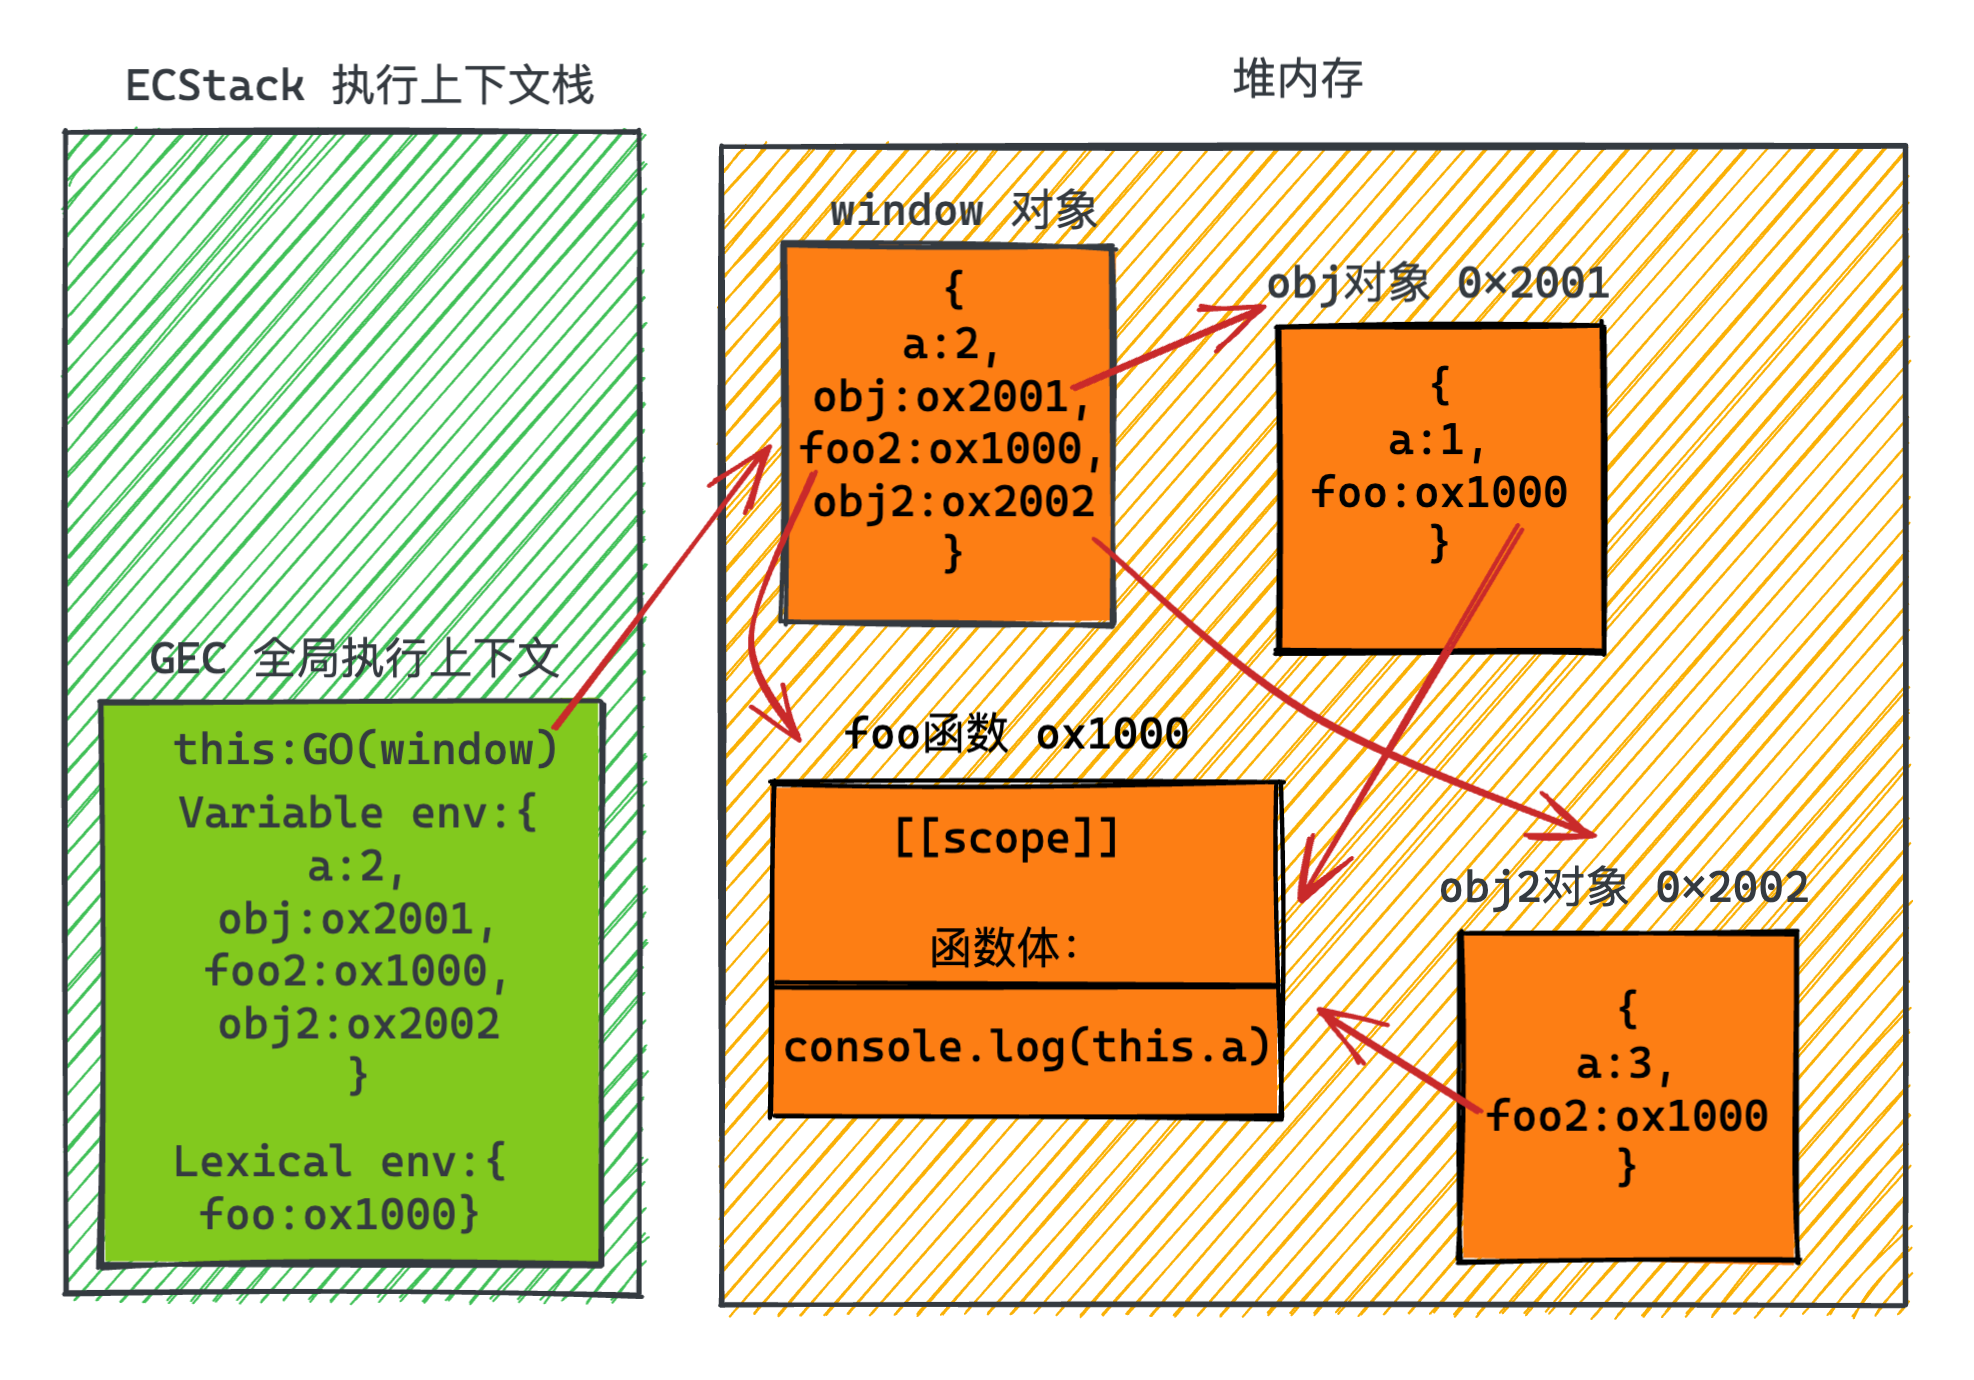 ECStack 执行上下文栈
GEC 全局执行上下文
this:GO(window)
Variable env:{
a:2,
obj:ox2001,
foo2:ox1000,
obj2:ox2002
}
Lexical env:{
foo:ox1000}
堆内存
window 对象
{
a:2,
obj:ox2001,
foo2:ox1000,
obj2:ox2002
}
obj对象 0×2001
{
a:1,
foo:ox1000
}
foo函数 ox1000
[[scope]]
函数体:
console.log(this.a)
obj2对象 0×2002
{
a:3,
foo2:ox1000
}